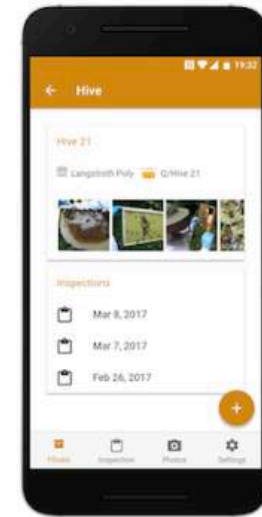 19:32
Hive
Hive 21
Langstroth Poly Q/Hive 21
Inspections
Mar 8, 2017
Mar 7, 2017
Feb 26, 2017
+
Hives Inspection Photos Settings